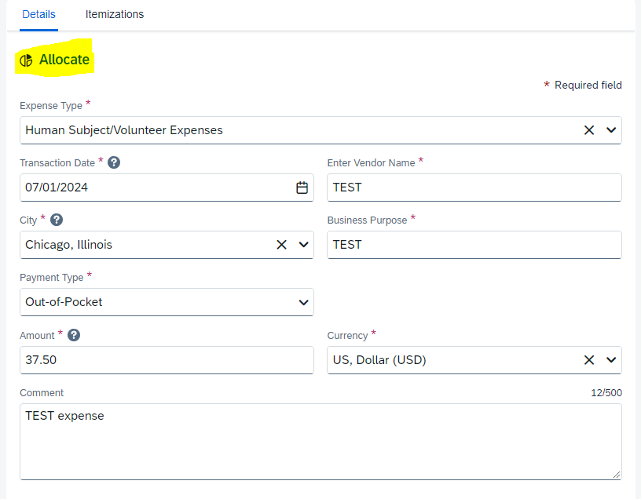 Details Itemizations
Allocate
* Required field
Expense Type *
Human Subject/Volunteer Expenses
Transaction Date * ? Enter Vendor Name *
07/01/2024 TEST
City * ? Business Purpose *
Chicago, Illinois TEST
Payment Type *
Out-of-Pocket
Amount * ? Currency *
37.50 US, Dollar (USD)
Comment 12/500
TEST expense